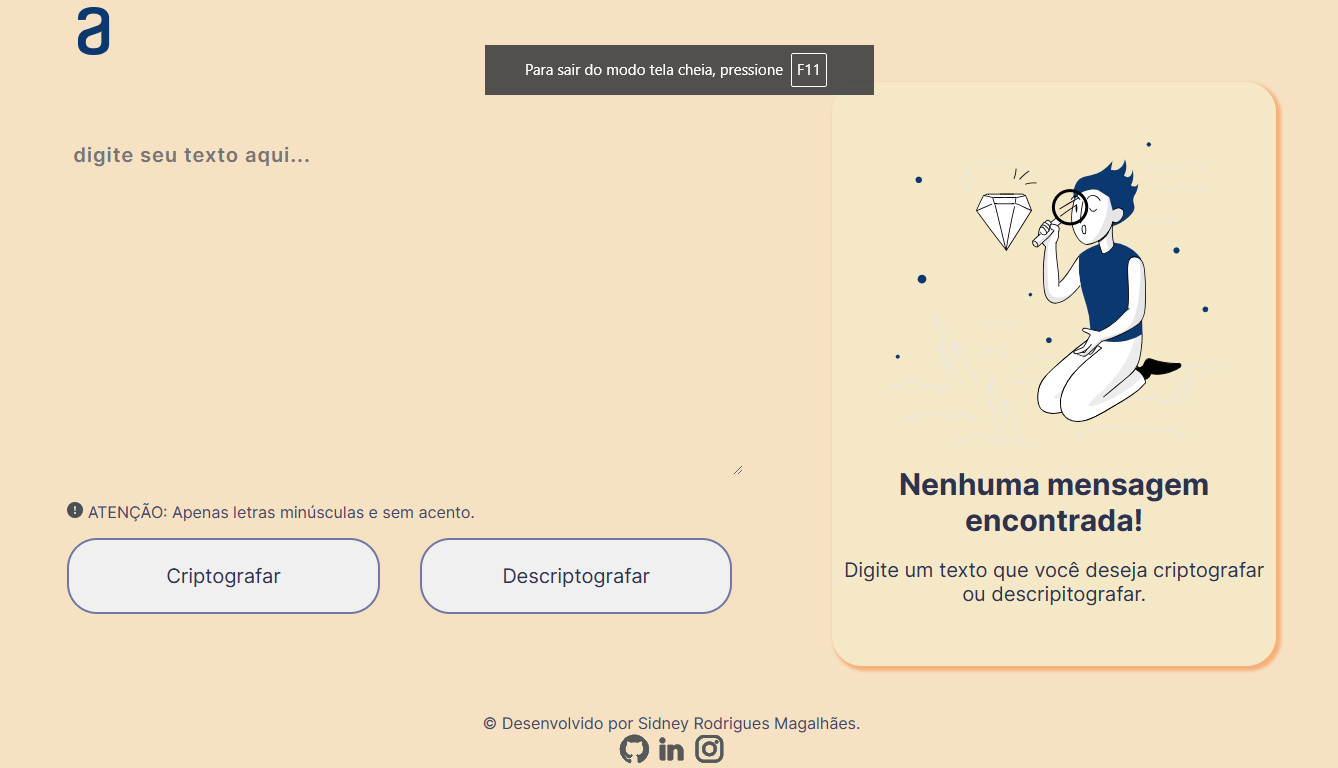 a
Para sair do modo tela cheia, pressione F11
digite seu texto aqui...
ATENÇÃO: Apenas letras minúsculas e sem acento.
Criptografar
Descriptografar
Nenhuma mensagem
encontrada!
Digite um texto que você deseja criptografar
ou descripitografar.
© Desenvolvido por Sidney Rodrigues Magalhães.
in